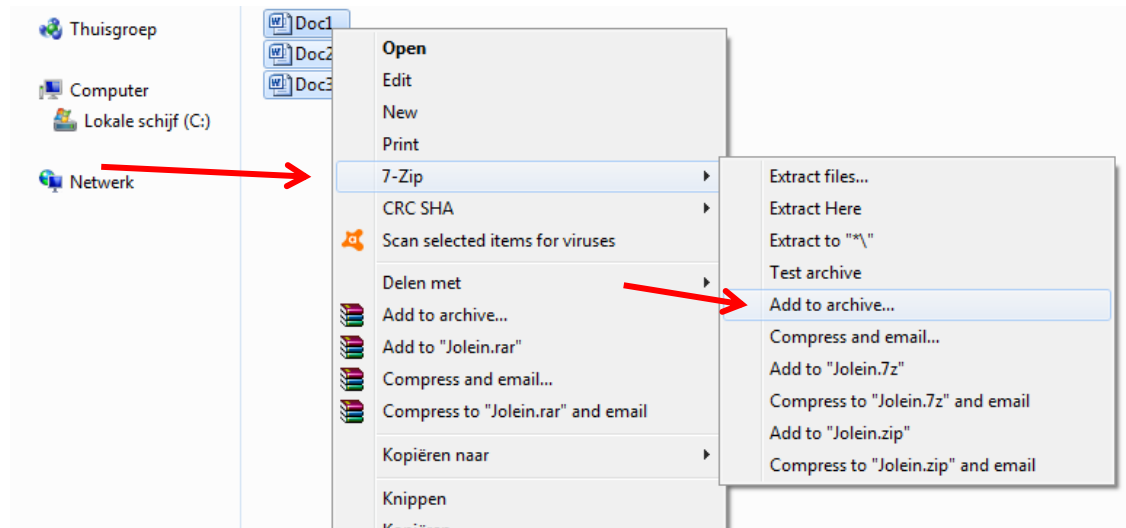 Thuisgroep
Computer
Lokale schijf (C:)
Netwerk
Doc1
Doc2
Doc3
Open
Edit
New
Print
7-Zip
CRC SHA
Scan selected items for viruses
Delen met
Add to archive...
Add to "Jolein.rar"
Compress and email...
Compress to "Jolein.rar" and email
Kopiëren naar
Knippen
Extract files...
Extract Here
Extract to "*\"
Test archive
Add to archive...
Compress and email...
Add to "Jolein.7z"
Compress to "Jolein.7z" and email
Add to "Jolein.zip"
Compress to "Jolein.zip" and email